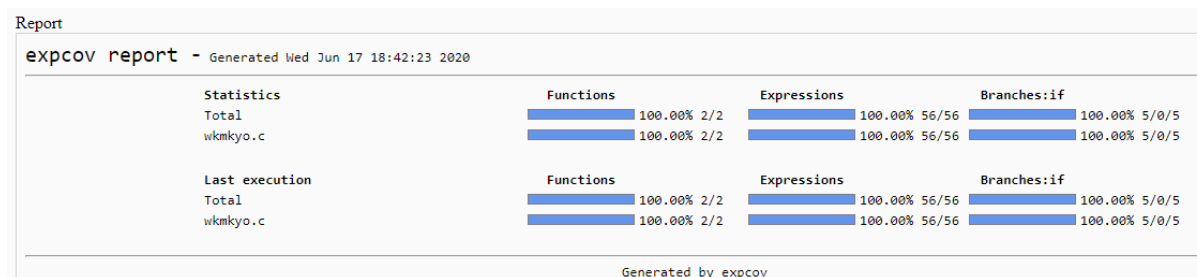 Report
expcov report - Generated Wed Jun 17 18:42:23 2020
Statistics Functions Expressions Branches:if
Total 100.00% 2/2 100.00% 56/56 100.00% 5/0/5
wkmkyo.c 100.00% 2/2 100.00% 56/56 100.00% 5/0/5
Last execution Functions Expressions Branches:if
Total 100.00% 2/2 100.00% 56/56 100.00% 5/0/5
wkmkyo.c 100.00% 2/2 100.00% 56/56 100.00% 5/0/5
Generated by expcov